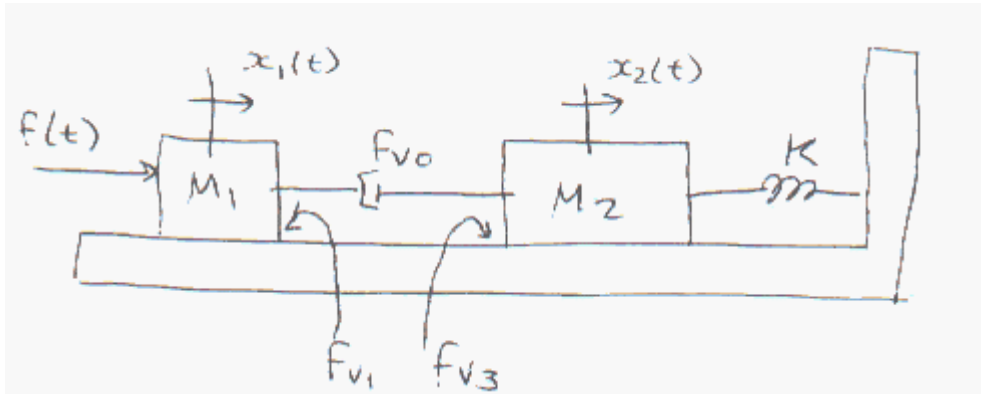 x₁(t)
x₂(t)
f(t)
fv₀
K
M₁
M₂
fv₁
fv₃